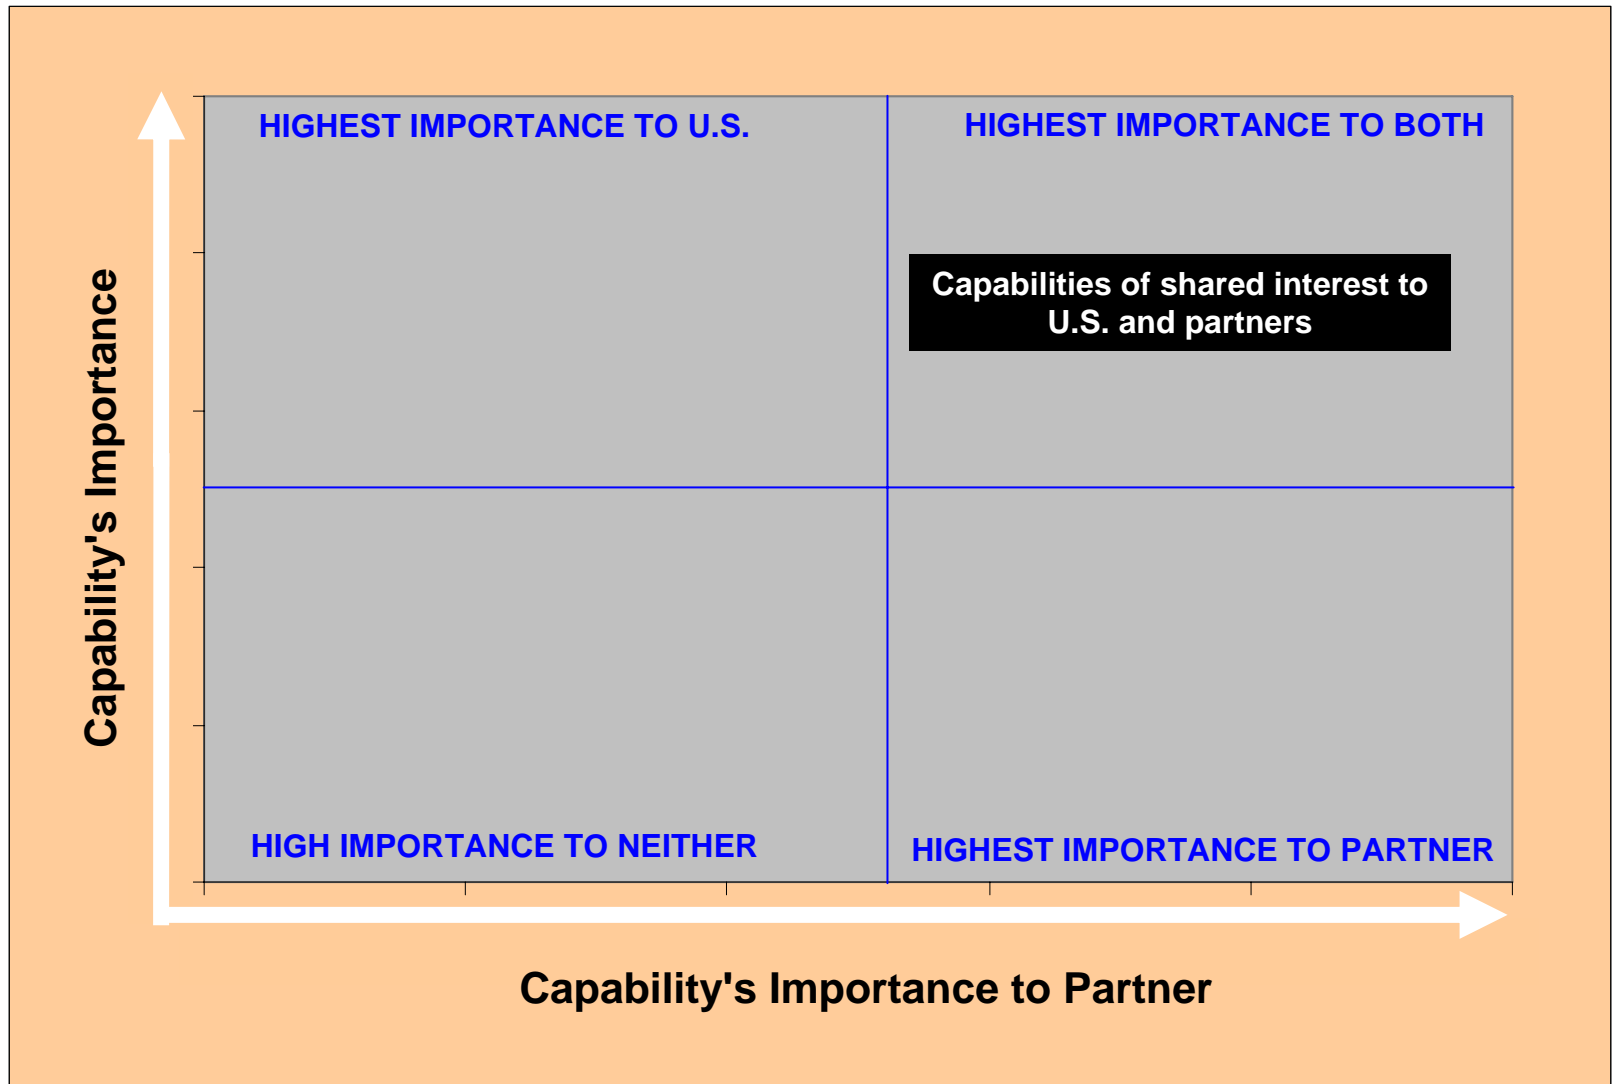 HIGHEST IMPORTANCE TO U.S.
HIGHEST IMPORTANCE TO BOTH
Capabilities of shared interest to
U.S. and partners
Capability's Importance
HIGH IMPORTANCE TO NEITHER
HIGHEST IMPORTANCE TO PARTNER
Capability's Importance to Partner